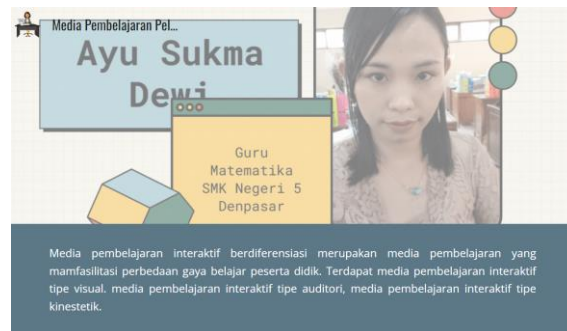 Media Pembelajaran Pel...
Ayu Sukma
Dewi
Guru
Matematika
SMK Negeri 5
Denpasar
Media pembelajaran interaktif berdiferensiasi merupakan media pembelajaran yang
mamfasilitasi perbedaan gaya belajar peserta didik. Terdapat media pembelajaran interaktif
tipe visual. media pembelajaran interaktif tipe auditori, media pembelajaran interaktif tipe
kinestetik.